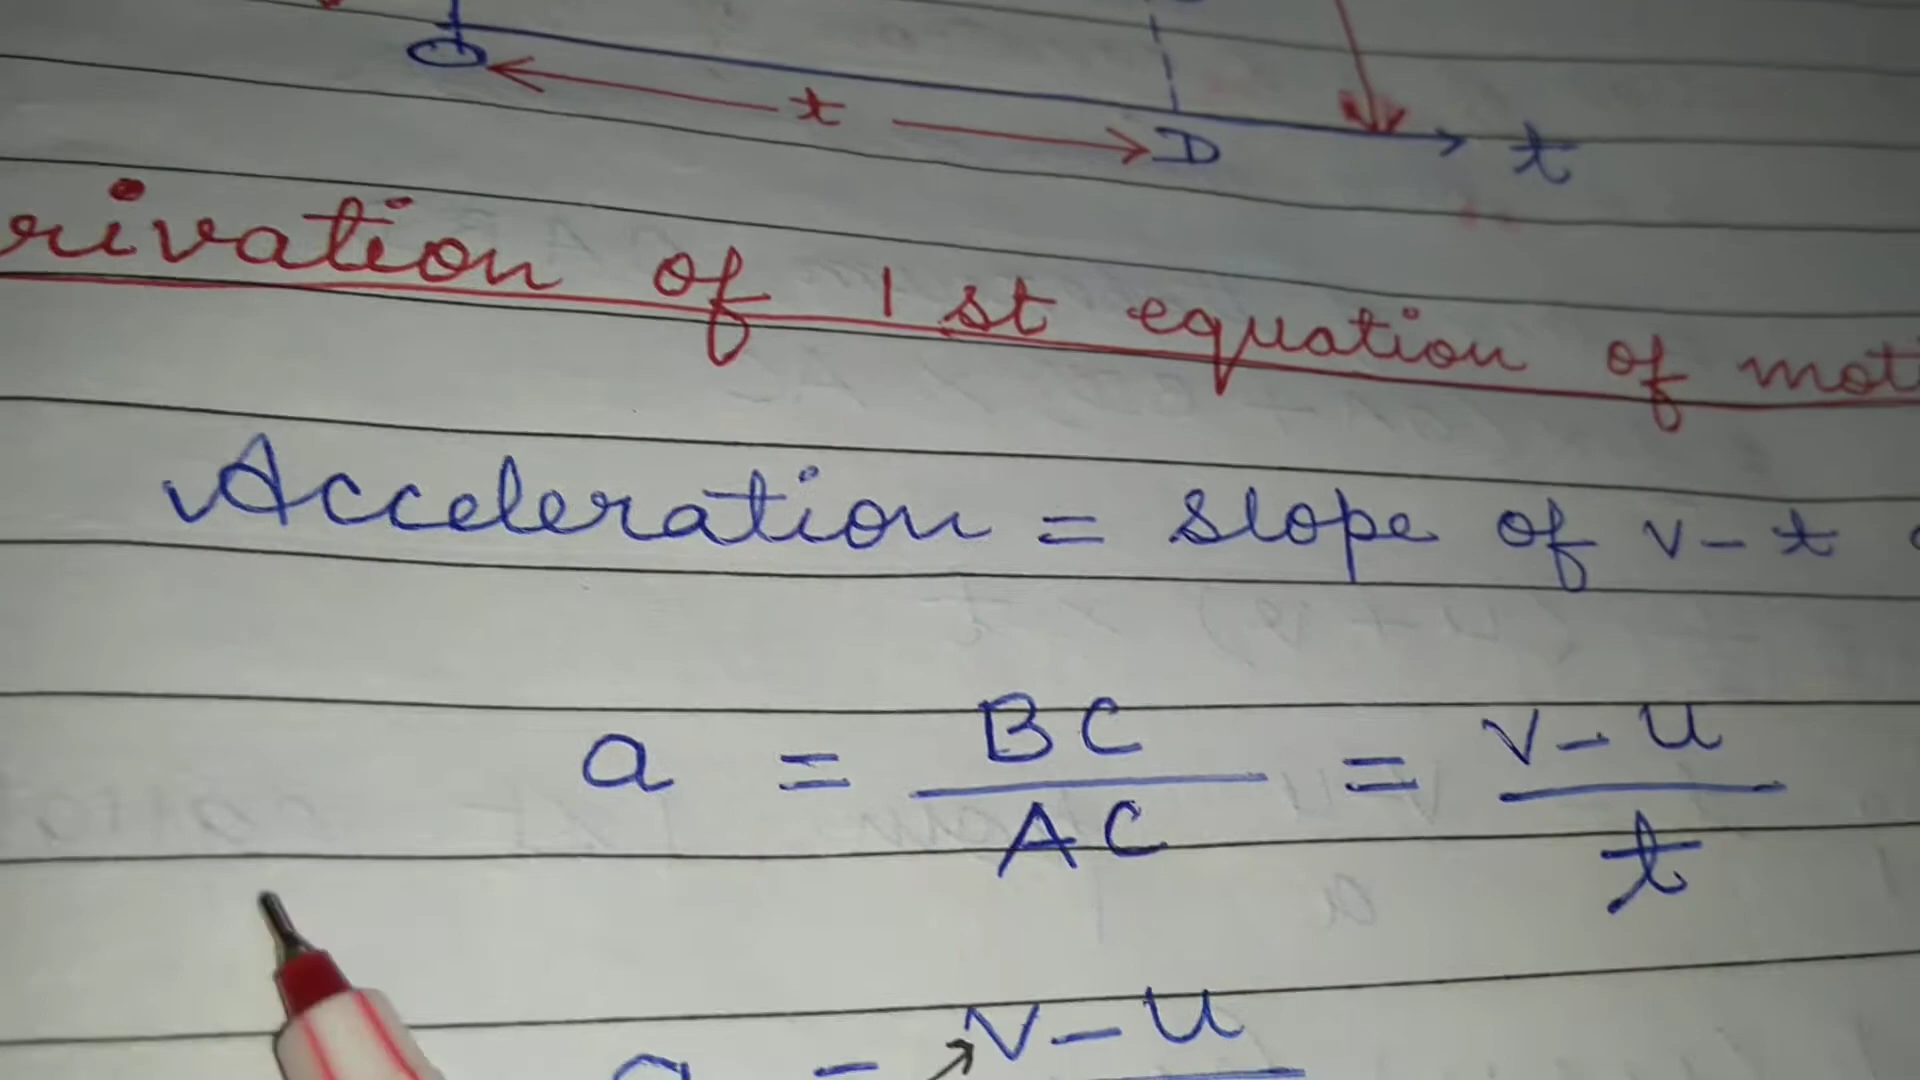 O t D t
rivation of 1st equation of mot
Acceleration = slope of v-t
a = BC/AC = v-u/t
a = v-u